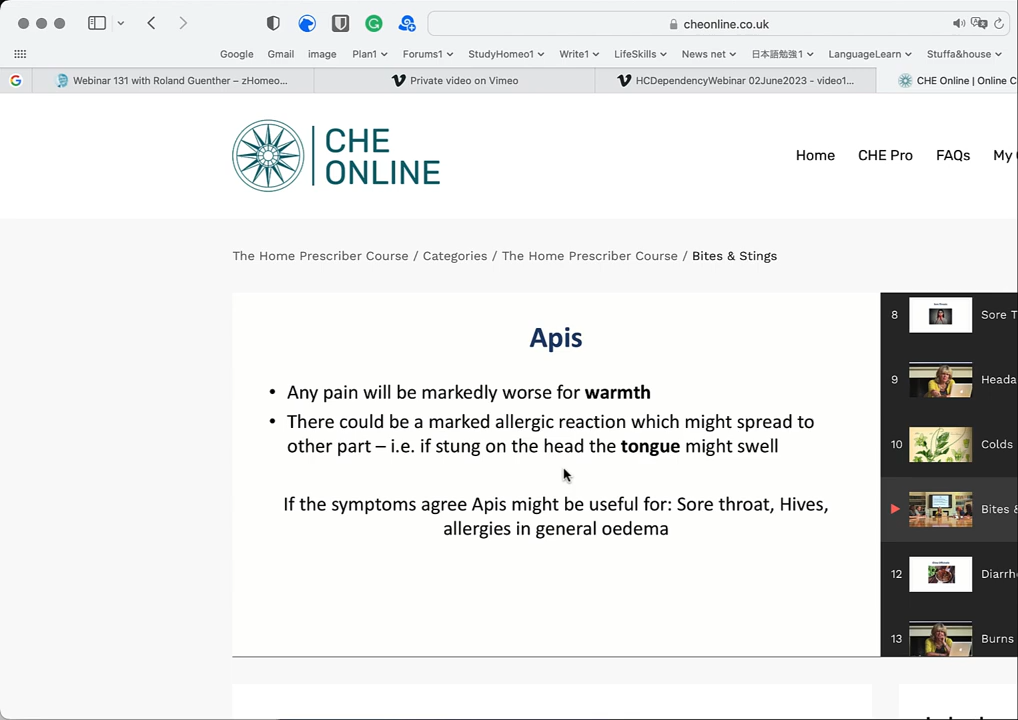 cheonline.co.uk
Google Gmail image Plan1 Forums1 StudyHomeo1 Write1 LifeSkills News net 日本語勉強1 LanguageLearn Stuffa&house
Webinar 131 with Roland Guenther – zHomeo... Private video on Vimeo HCDependencyWebinar 02June2023 - video1... CHE Online | Online C
CHE
ONLINE
Home CHE Pro FAQs My
The Home Prescriber Course / Categories / The Home Prescriber Course / Bites & Stings
Apis
• Any pain will be markedly worse for warmth
• There could be a marked allergic reaction which might spread to
other part – i.e. if stung on the head the tongue might swell
If the symptoms agree Apis might be useful for: Sore throat, Hives,
allergies in general oedema
8 Sore T
9 Heada
10 Colds
Bites &
12 Diarrh
13 Burns